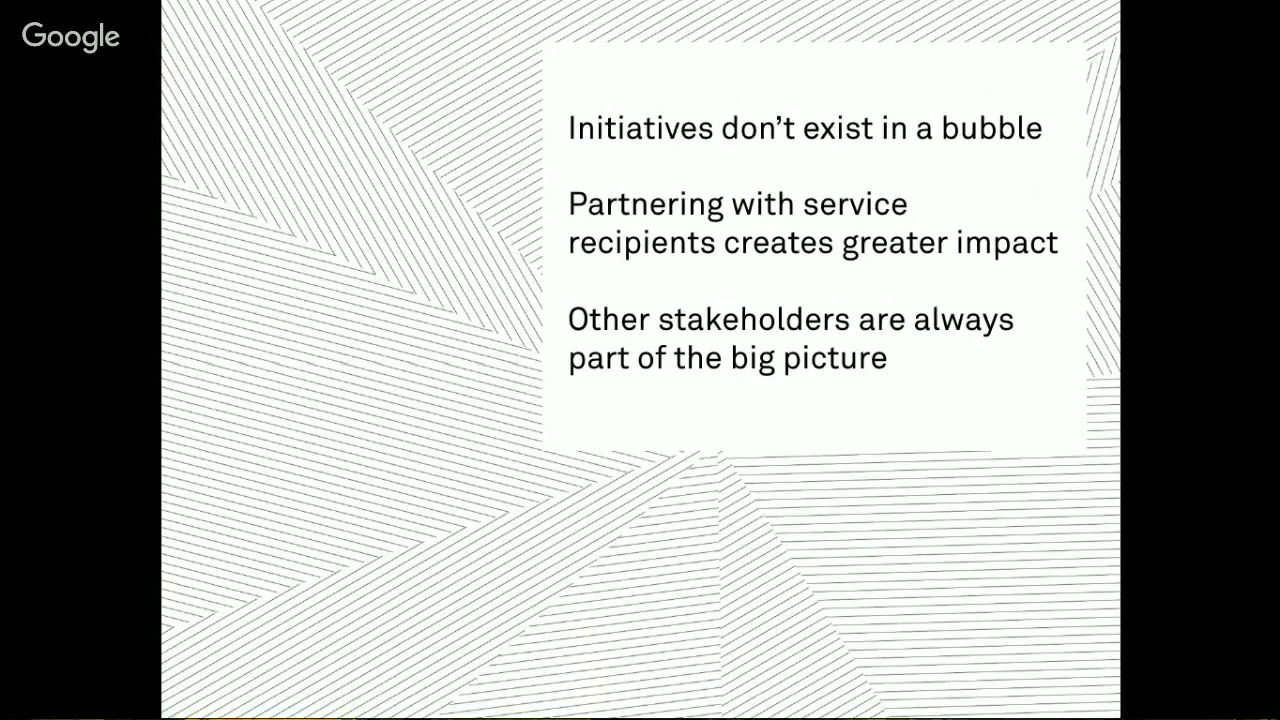 Google
Initiatives don’t exist in a bubble
Partnering with service
recipients creates greater impact
Other stakeholders are always
part of the big picture